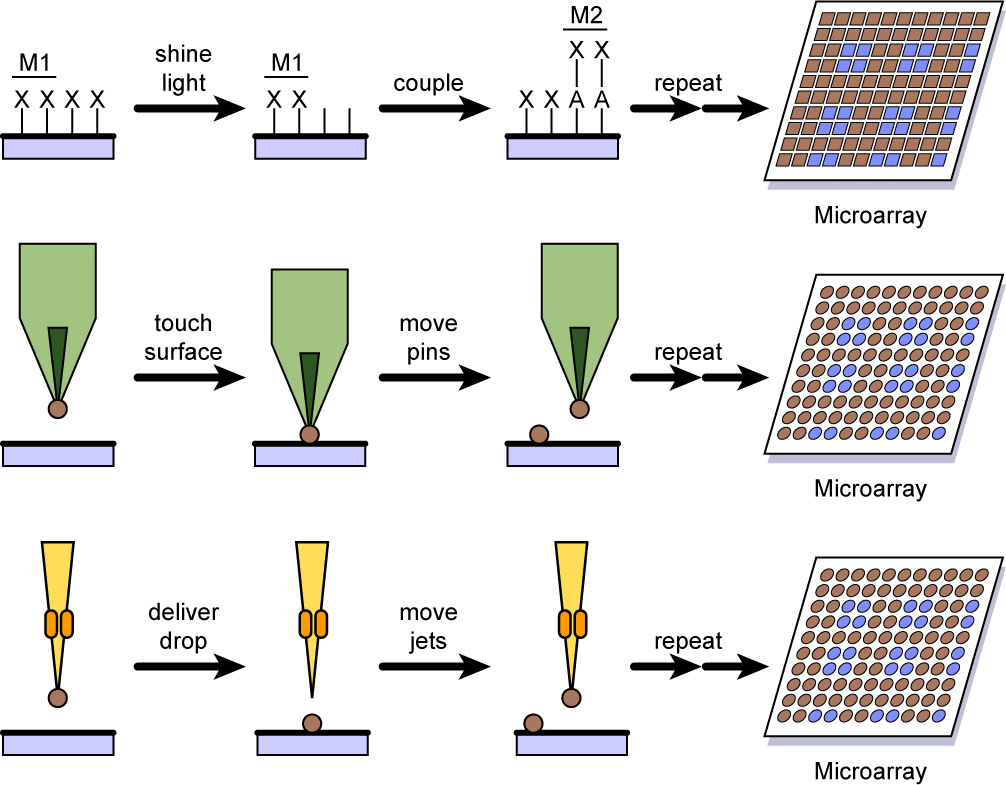 M1
X X X X
shine
light
M1
X X
couple
M2
X X
X X A A
repeat
Microarray
touch
surface
move
pins
repeat
Microarray
deliver
drop
move
jets
repeat
Microarray